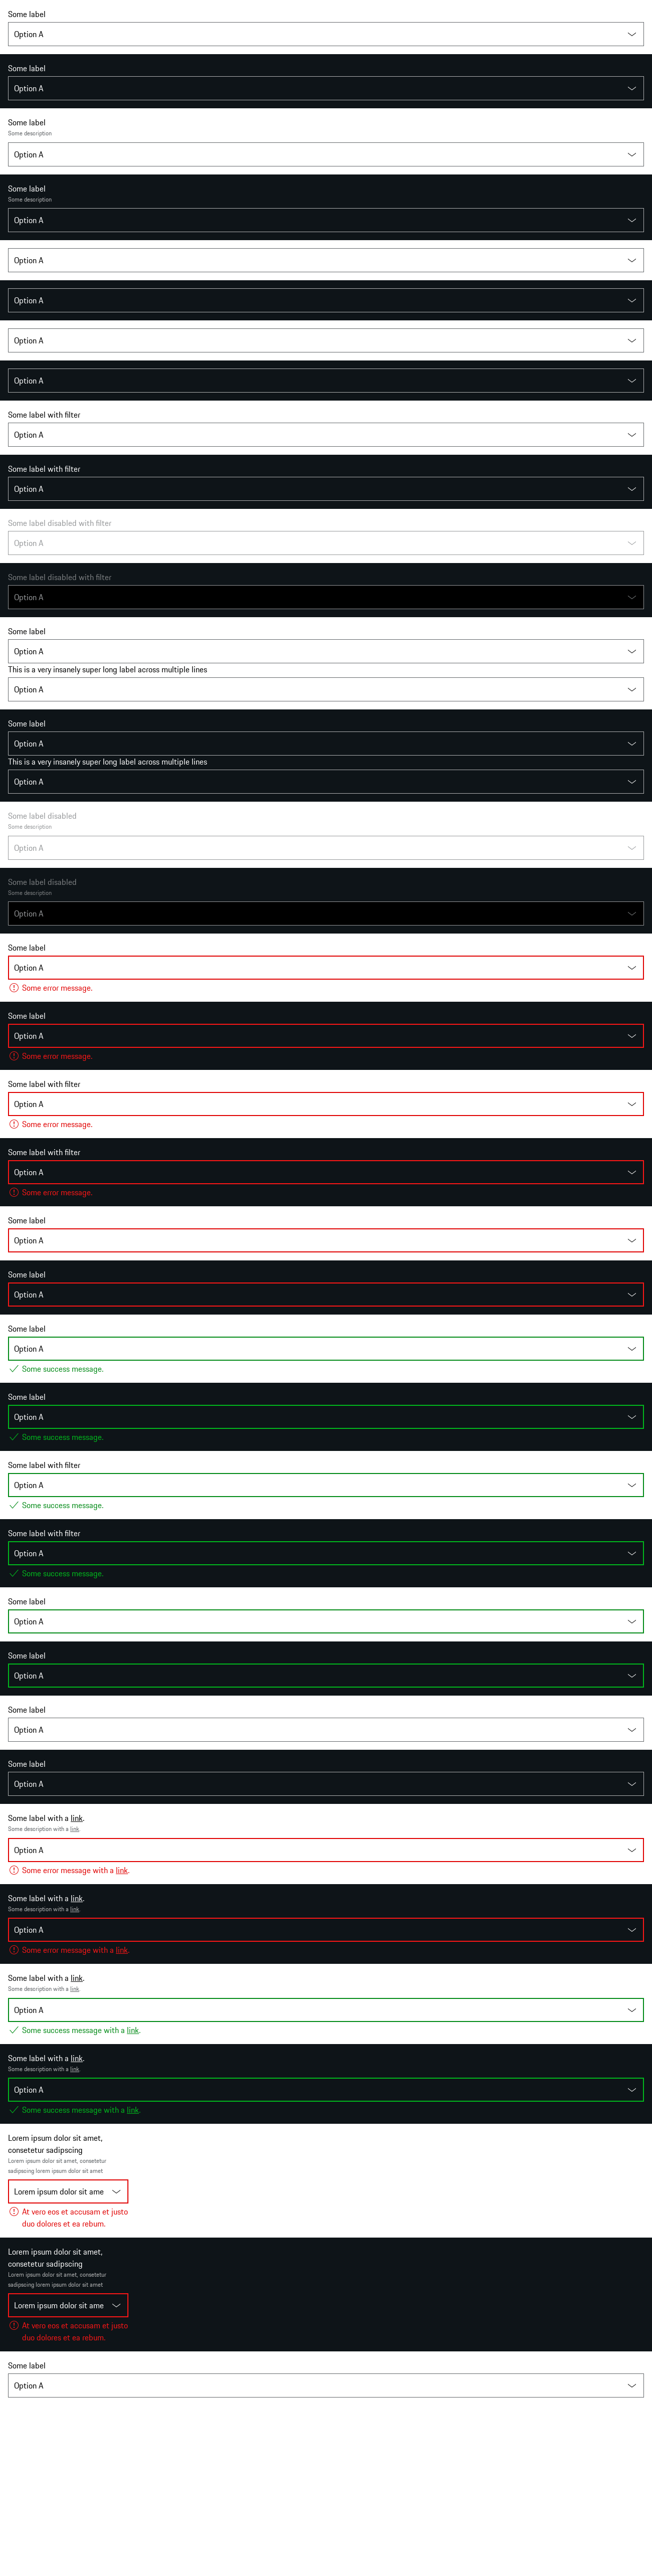 Some label
Option A
Some label
Option A
Some label
Some description
Option A
Some label
Some description
Option A
Option A
Option A
Option A
Option A
Some label with filter
Option A
Some label with filter
Option A
Some label disabled with filter
Option A
Some label disabled with filter
Option A
Some label
Option A
This is a very insanely super long label across multiple lines
Option A
Some label
Option A
This is a very insanely super long label across multiple lines
Option A
Some label disabled
Some description
Option A
Some label disabled
Some description
Option A
Some label
Option A
Some error message.
Some label
Option A
Some error message.
Some label with filter
Option A
Some error message.
Some label with filter
Option A
Some error message.
Some label
Option A
Some label
Option A
Some label
Option A
Some success message.
Some label
Option A
Some success message.
Some label with filter
Option A
Some success message.
Some label with filter
Option A
Some success message.
Some label
Option A
Some label
Option A
Some label
Option A
Some label
Option A
Some label with a link.
Some description with a link
Option A
Some error message with a link.
Some label with a link.
Some description with a link
Option A
Some error message with a link.
Some label with a link.
Some description with a link
Option A
Some success message with a link.
Some label with a link.
Some description with a link
Option A
Some success message with a link.
Lorem ipsum dolor sit amet,
consetetur sadipscing
Lorem ipsum dolor sit amet, consetetur
sadipscing lorem ipsum dolor sit amet
Lorem ipsum dolor sit ame
At vero eos et accusam et justo
duo dolores et ea rebum.
Lorem ipsum dolor sit amet,
consetetur sadipscing
Lorem ipsum dolor sit amet, consetetur
sadipscing lorem ipsum dolor sit amet
Lorem ipsum dolor sit ame
At vero eos et accusam et justo
duo dolores et ea rebum.
Some label
Option A